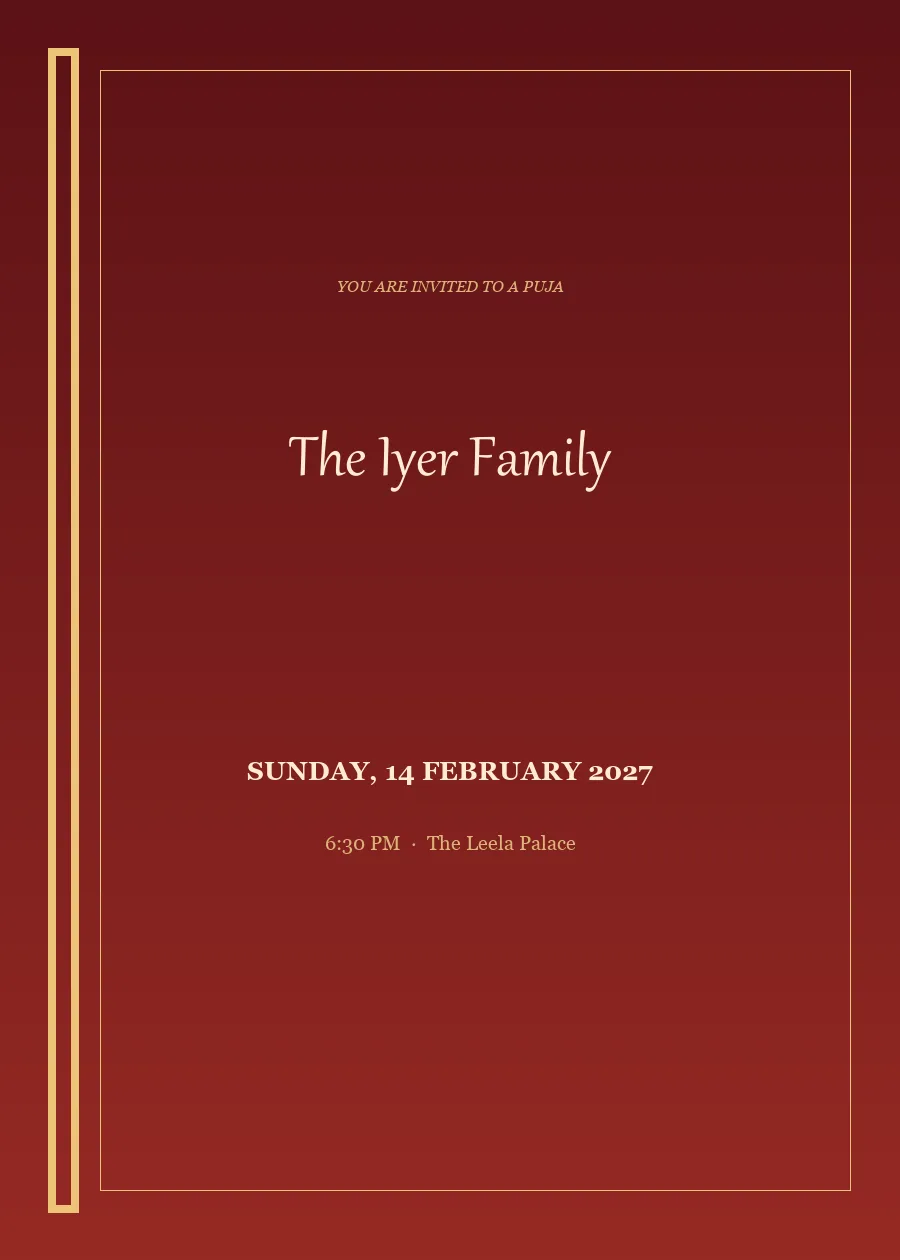 YOU ARE INVITED TO A PUJA
The Iyer Family
SUNDAY, 14 FEBRUARY 2027
6:30 PM · The Leela Palace